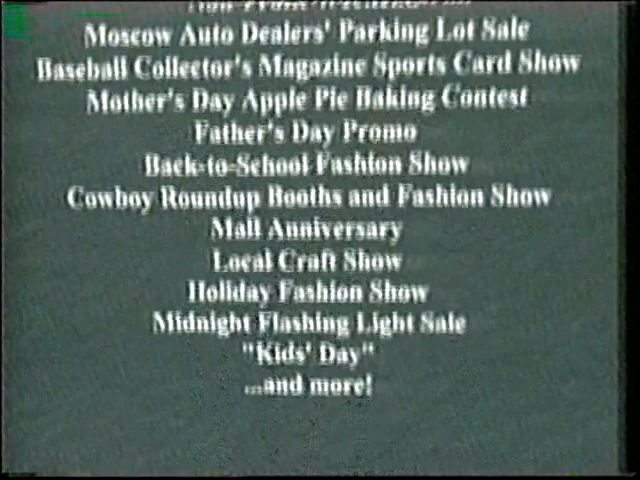 Moscow Auto Dealers' Parking Lot Sale
Baseball Collector's Magazine Sports Card Show
Mother's Day Apple Pie Baking Contest
Father's Day Promo
Back-to-School Fashion Show
Cowboy Roundup Booths and Fashion Show
Mall Anniversary
Local Craft Show
Holiday Fashion Show
Midnight Flashing Light Sale
"Kids' Day"
...and more!